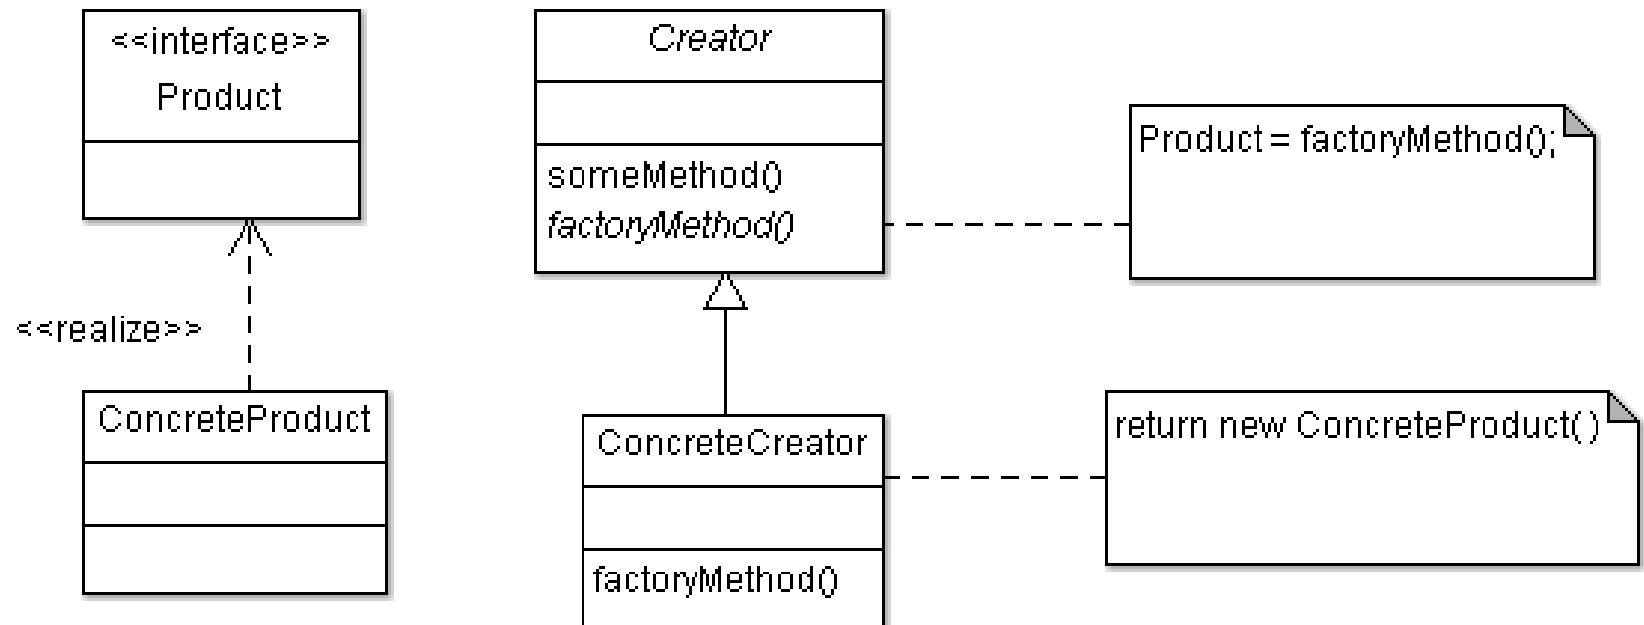 <<interface>>
Product
Creator
Product = factoryMethod();
someMethod()
factoryMethod()
<<realize>>
ConcreteProduct
ConcreteCreator
return new ConcreteProduct( )
factoryMethod()